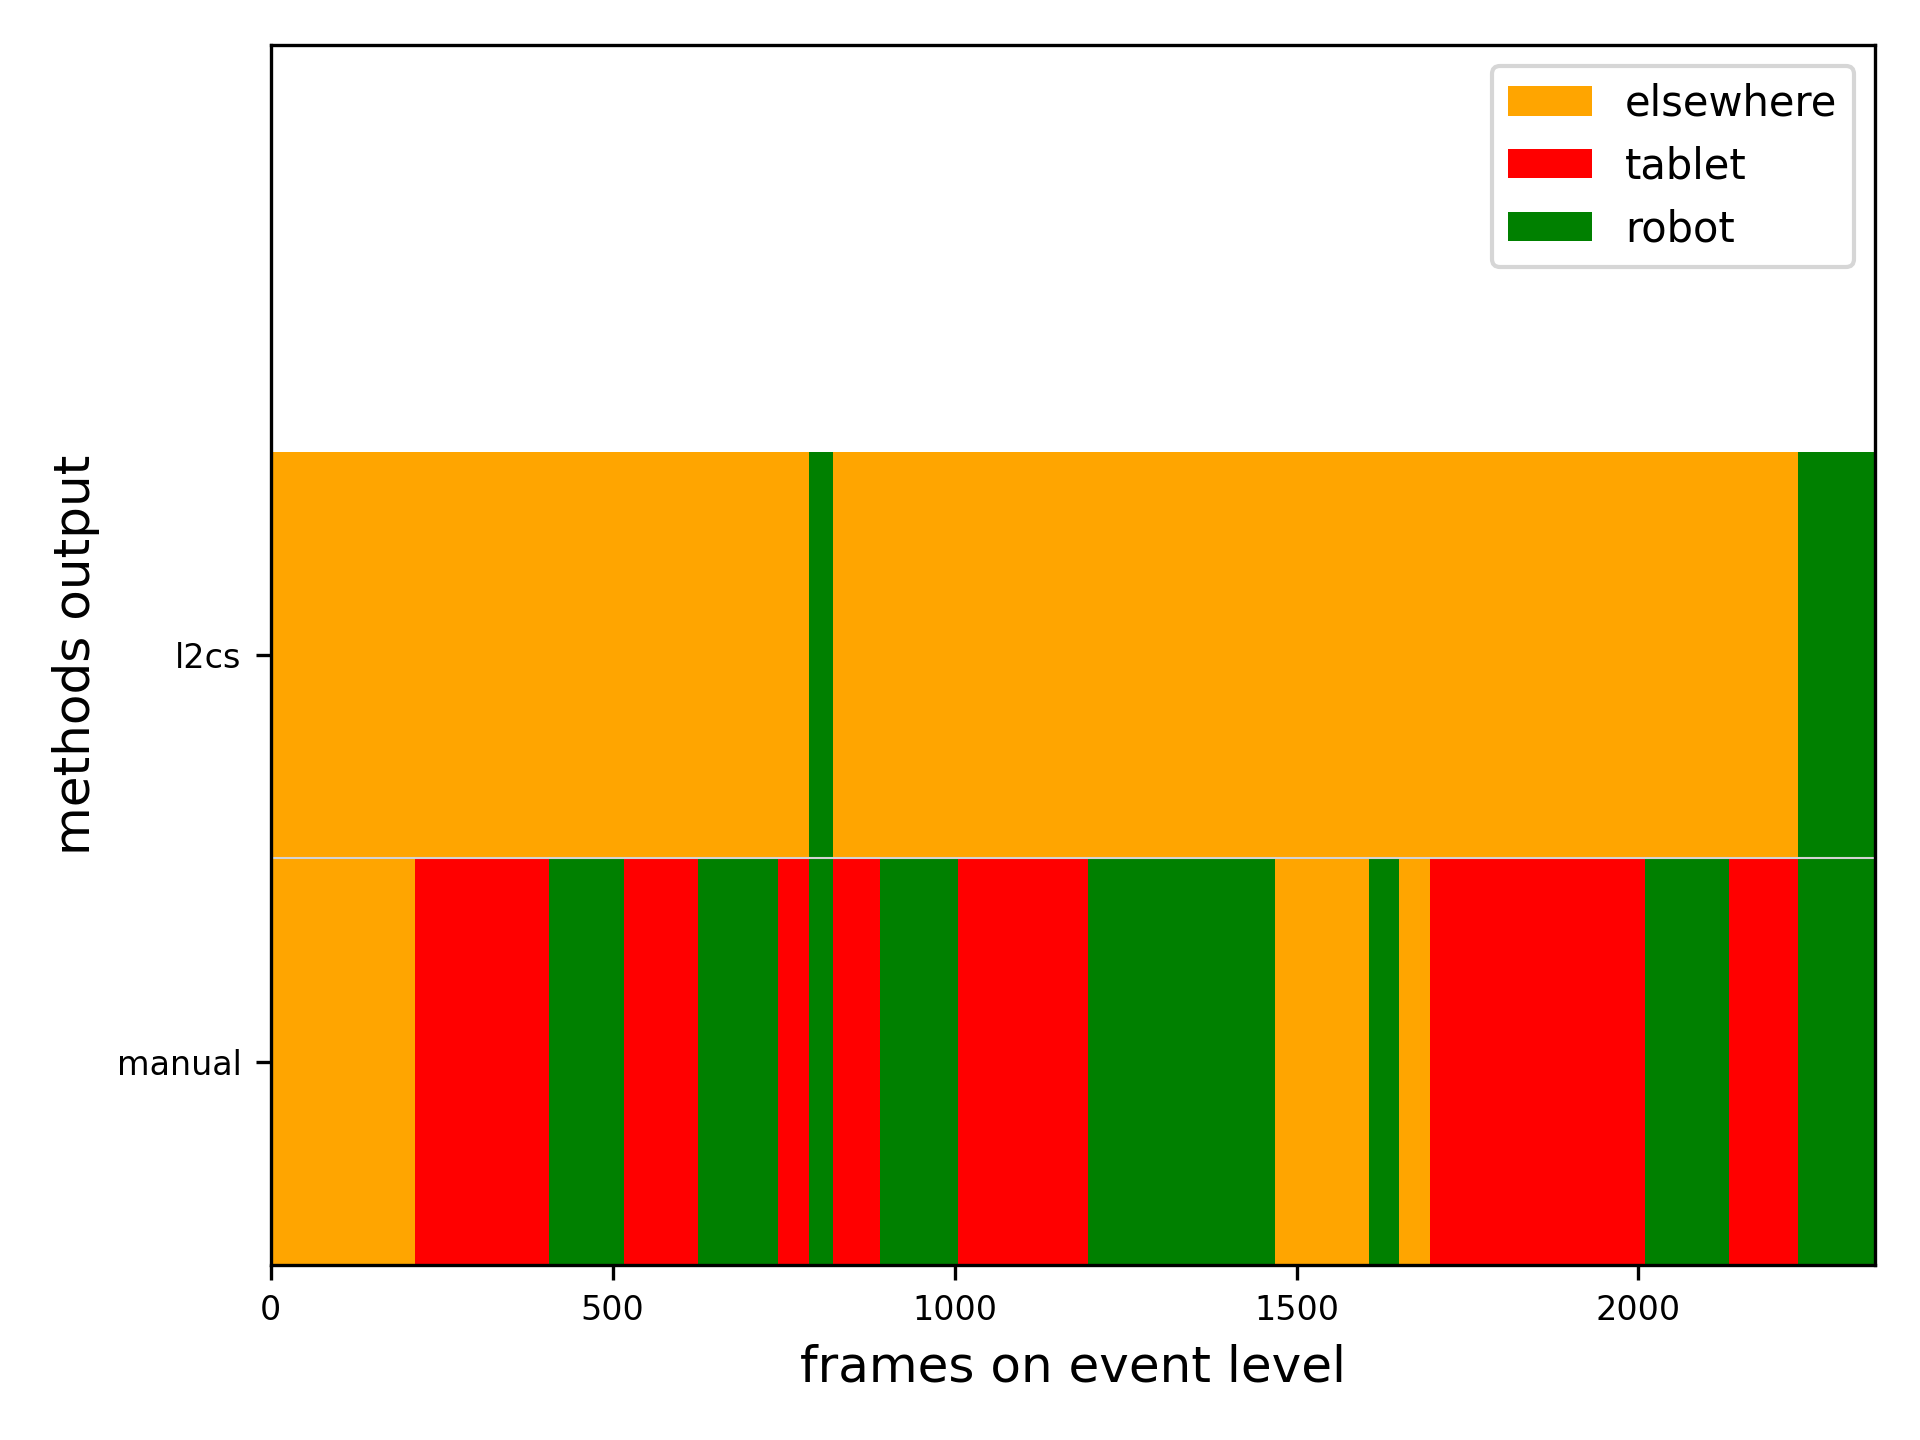 elsewhere
tablet
robot
methods output
l2cs
manual
0 500 1000 1500 2000
frames on event level